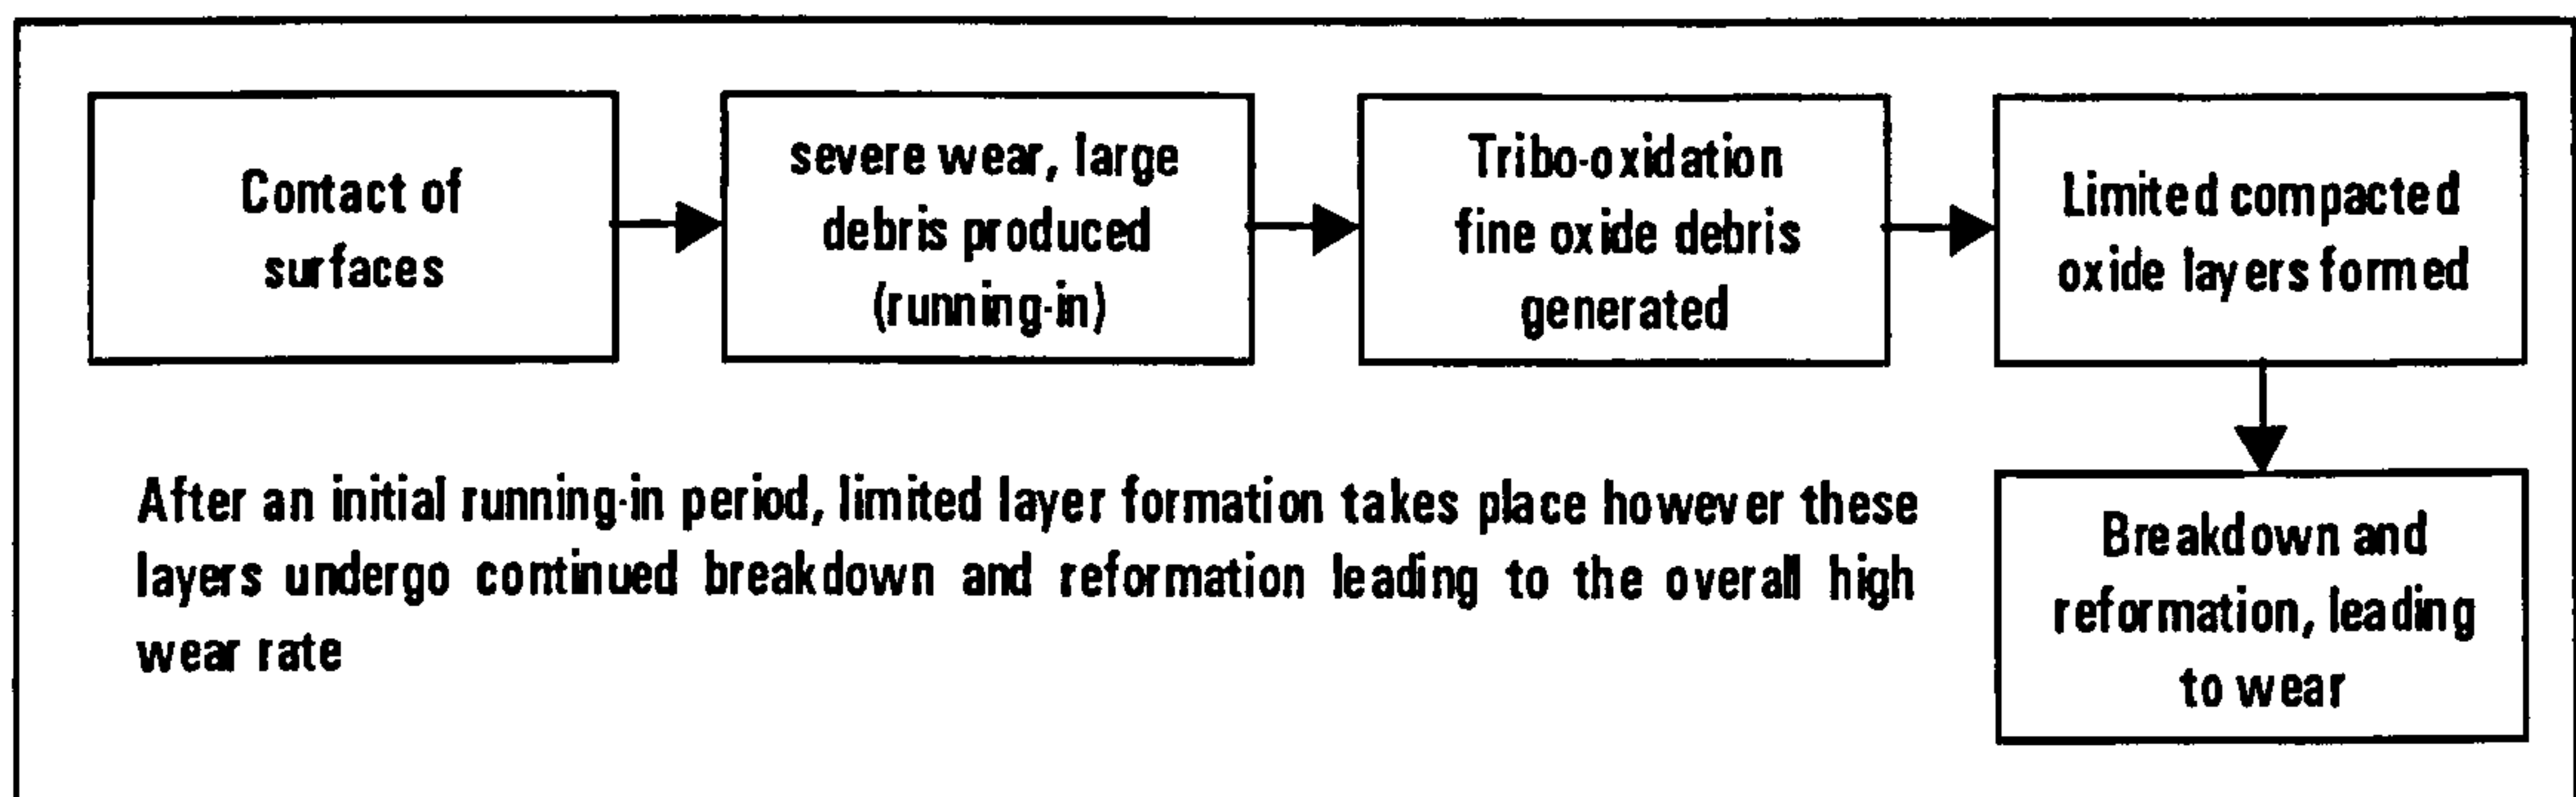 Contact of
surfaces
severe wear, large
debris produced
(running-in)
Tribo-oxidation
fine oxide debris
generated
Limited compacted
oxide layers formed
After an initial running-in period, limited layer formation takes place however these
layers undergo continued breakdown and reformation leading to the overall high
wear rate
Breakdown and
reformation, leading
to wear